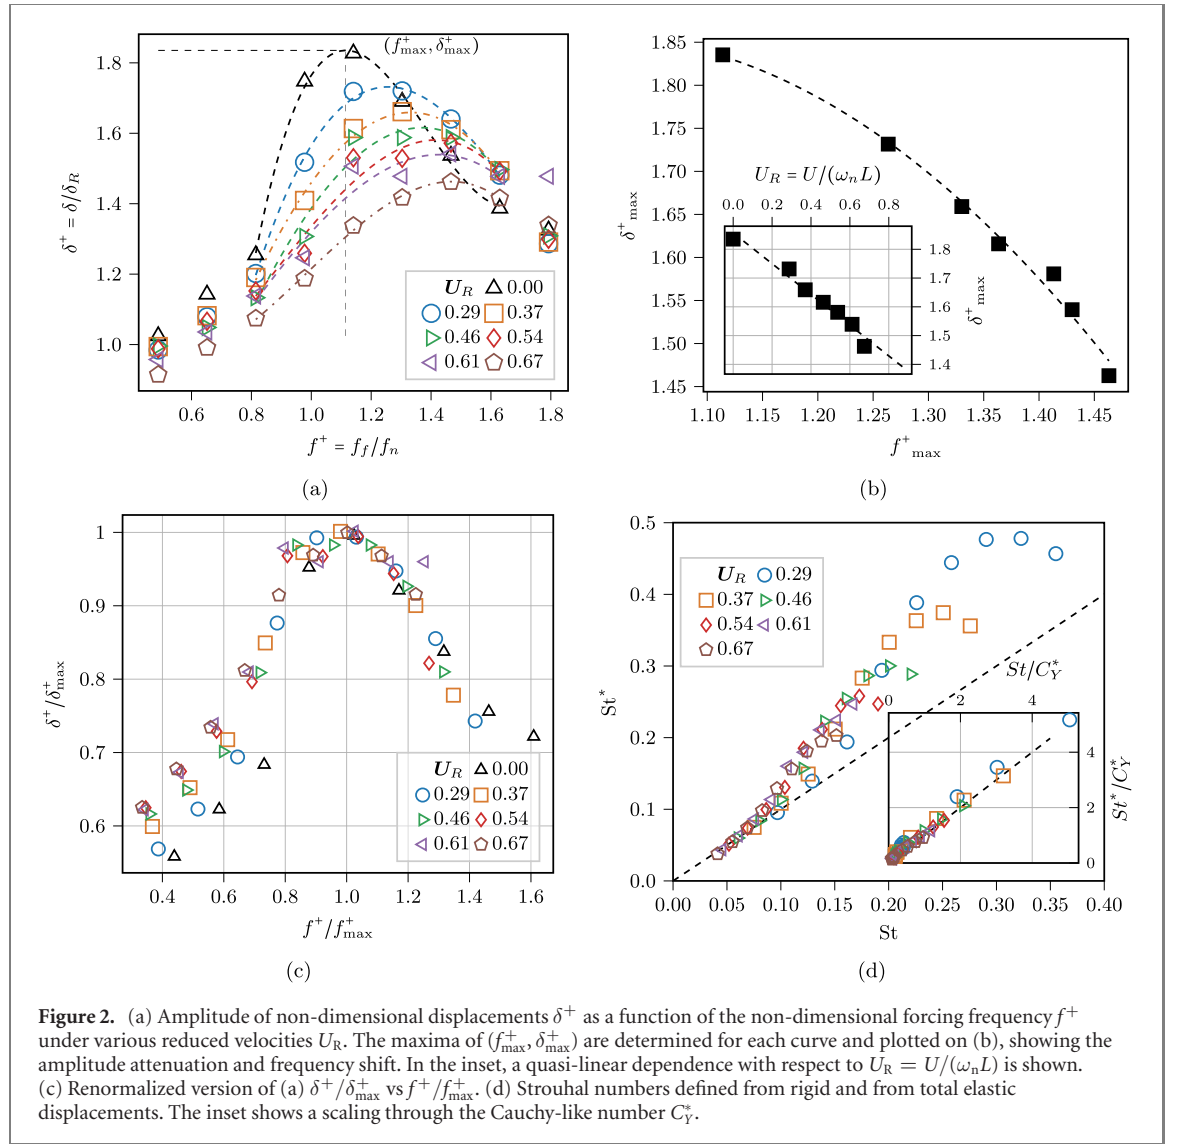 (f⁺max, δ⁺max)
1.8
1.6
1.4
1.2
1.0
δ⁺ = δ/δR
U_R 0.00
0.29 0.37
0.46 0.54
0.61 0.67
0.6 0.8 1.0 1.2 1.4 1.6 1.8
f⁺ = f_f/f_n
(a)
1.85
1.80
1.75
1.70
1.65
1.60
1.55
1.50
1.45
δ⁺max
U_R = U/(ω_nL)
0.0 0.2 0.4 0.6 0.8
1.8
1.7
1.6
1.5
1.4
δ⁺max
1.10 1.15 1.20 1.25 1.30 1.35 1.40 1.45
f⁺max
(b)
1
0.9
0.8
0.7
0.6
δ⁺/δ⁺max
U_R 0.00
0.29 0.37
0.46 0.54
0.61 0.67
0.4 0.6 0.8 1.0 1.2 1.4 1.6
f⁺/f⁺max
(c)
0.5
0.4
0.3
0.2
0.1
0.0
St*
U_R 0.29
0.37 0.46
0.54 0.61
0.67
St/C*_Y
0 2 4
4
2
0
St*/C*_Y
0.00 0.05 0.10 0.15 0.20 0.25 0.30 0.35 0.40
St
(d)
Figure 2. (a) Amplitude of non-dimensional displacements δ⁺ as a function of the non-dimensional forcing frequency f⁺
under various reduced velocities U_R. The maxima of (f⁺max, δ⁺max) are determined for each curve and plotted on (b), showing the
amplitude attenuation and frequency shift. In the inset, a quasi-linear dependence with respect to U_R = U/(ω_nL) is shown.
(c) Renormalized version of (a) δ⁺/δ⁺max vs f⁺/f⁺max. (d) Strouhal numbers defined from rigid and from total elastic
displacements. The inset shows a scaling through the Cauchy-like number C*_Y.